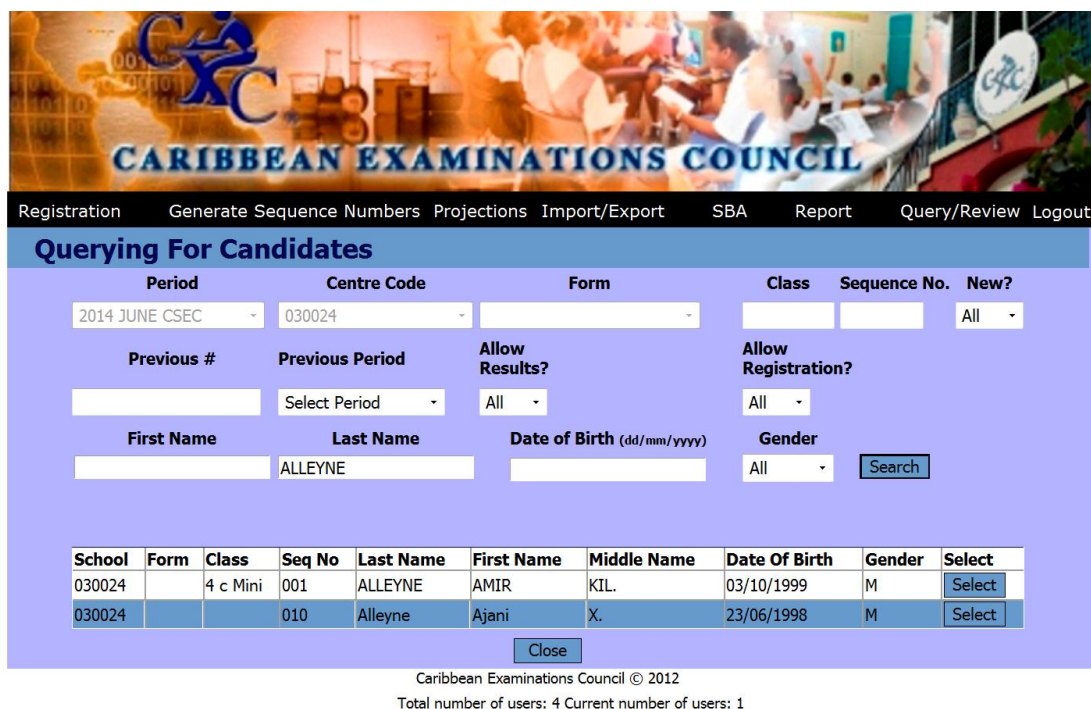 CXC
CARIBBEAN EXAMINATIONS COUNCIL
Registration Generate Sequence Numbers Projections Import/Export SBA Report Query/Review Logout
Querying For Candidates
Period Centre Code Form Class Sequence No. New?
2014 JUNE CSEC 030024 All
Previous # Previous Period Allow Results? Allow Registration?
Select Period All All
First Name Last Name Date of Birth (dd/mm/yyyy) Gender
ALLEYNE All Search
School Form Class Seq No Last Name First Name Middle Name Date Of Birth Gender Select
030024 4 c Mini 001 ALLEYNE AMIR KIL. 03/10/1999 M Select
030024 010 Alleyne Ajani X. 23/06/1998 M Select
Close
Caribbean Examinations Council © 2012
Total number of users: 4 Current number of users: 1